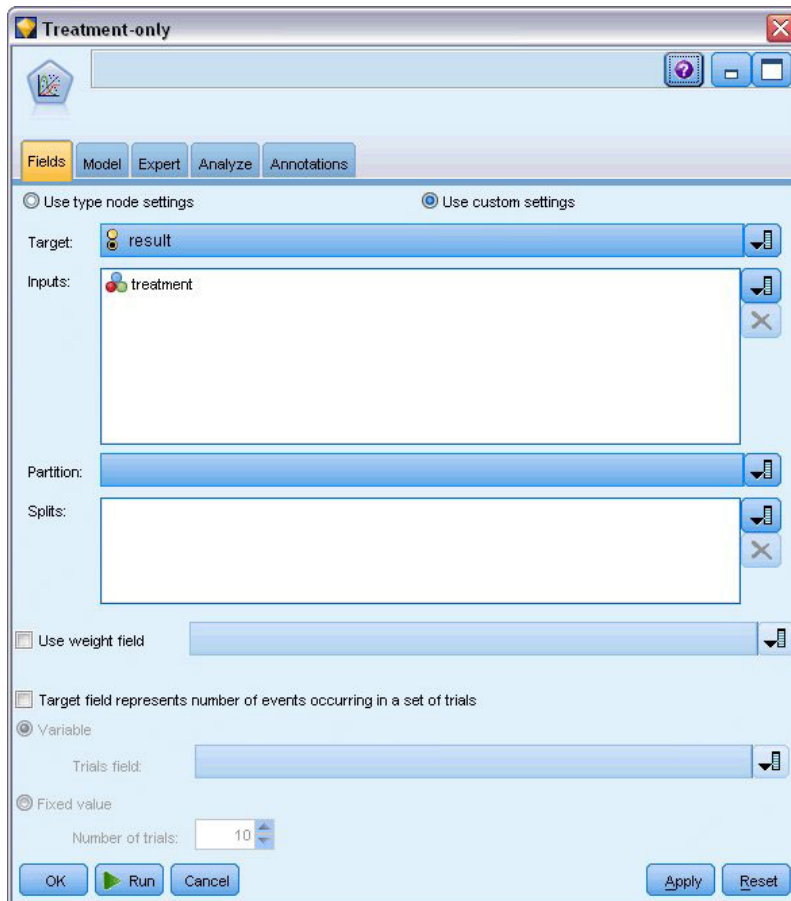 Treatment-only
Fields Model Expert Analyze Annotations
Use type node settings Use custom settings
Target: result
Inputs: treatment
Partition:
Splits:
Use weight field
Target field represents number of events occurring in a set of trials
Variable
Trials field:
Fixed value
Number of trials: 10
OK Run Cancel Apply Reset